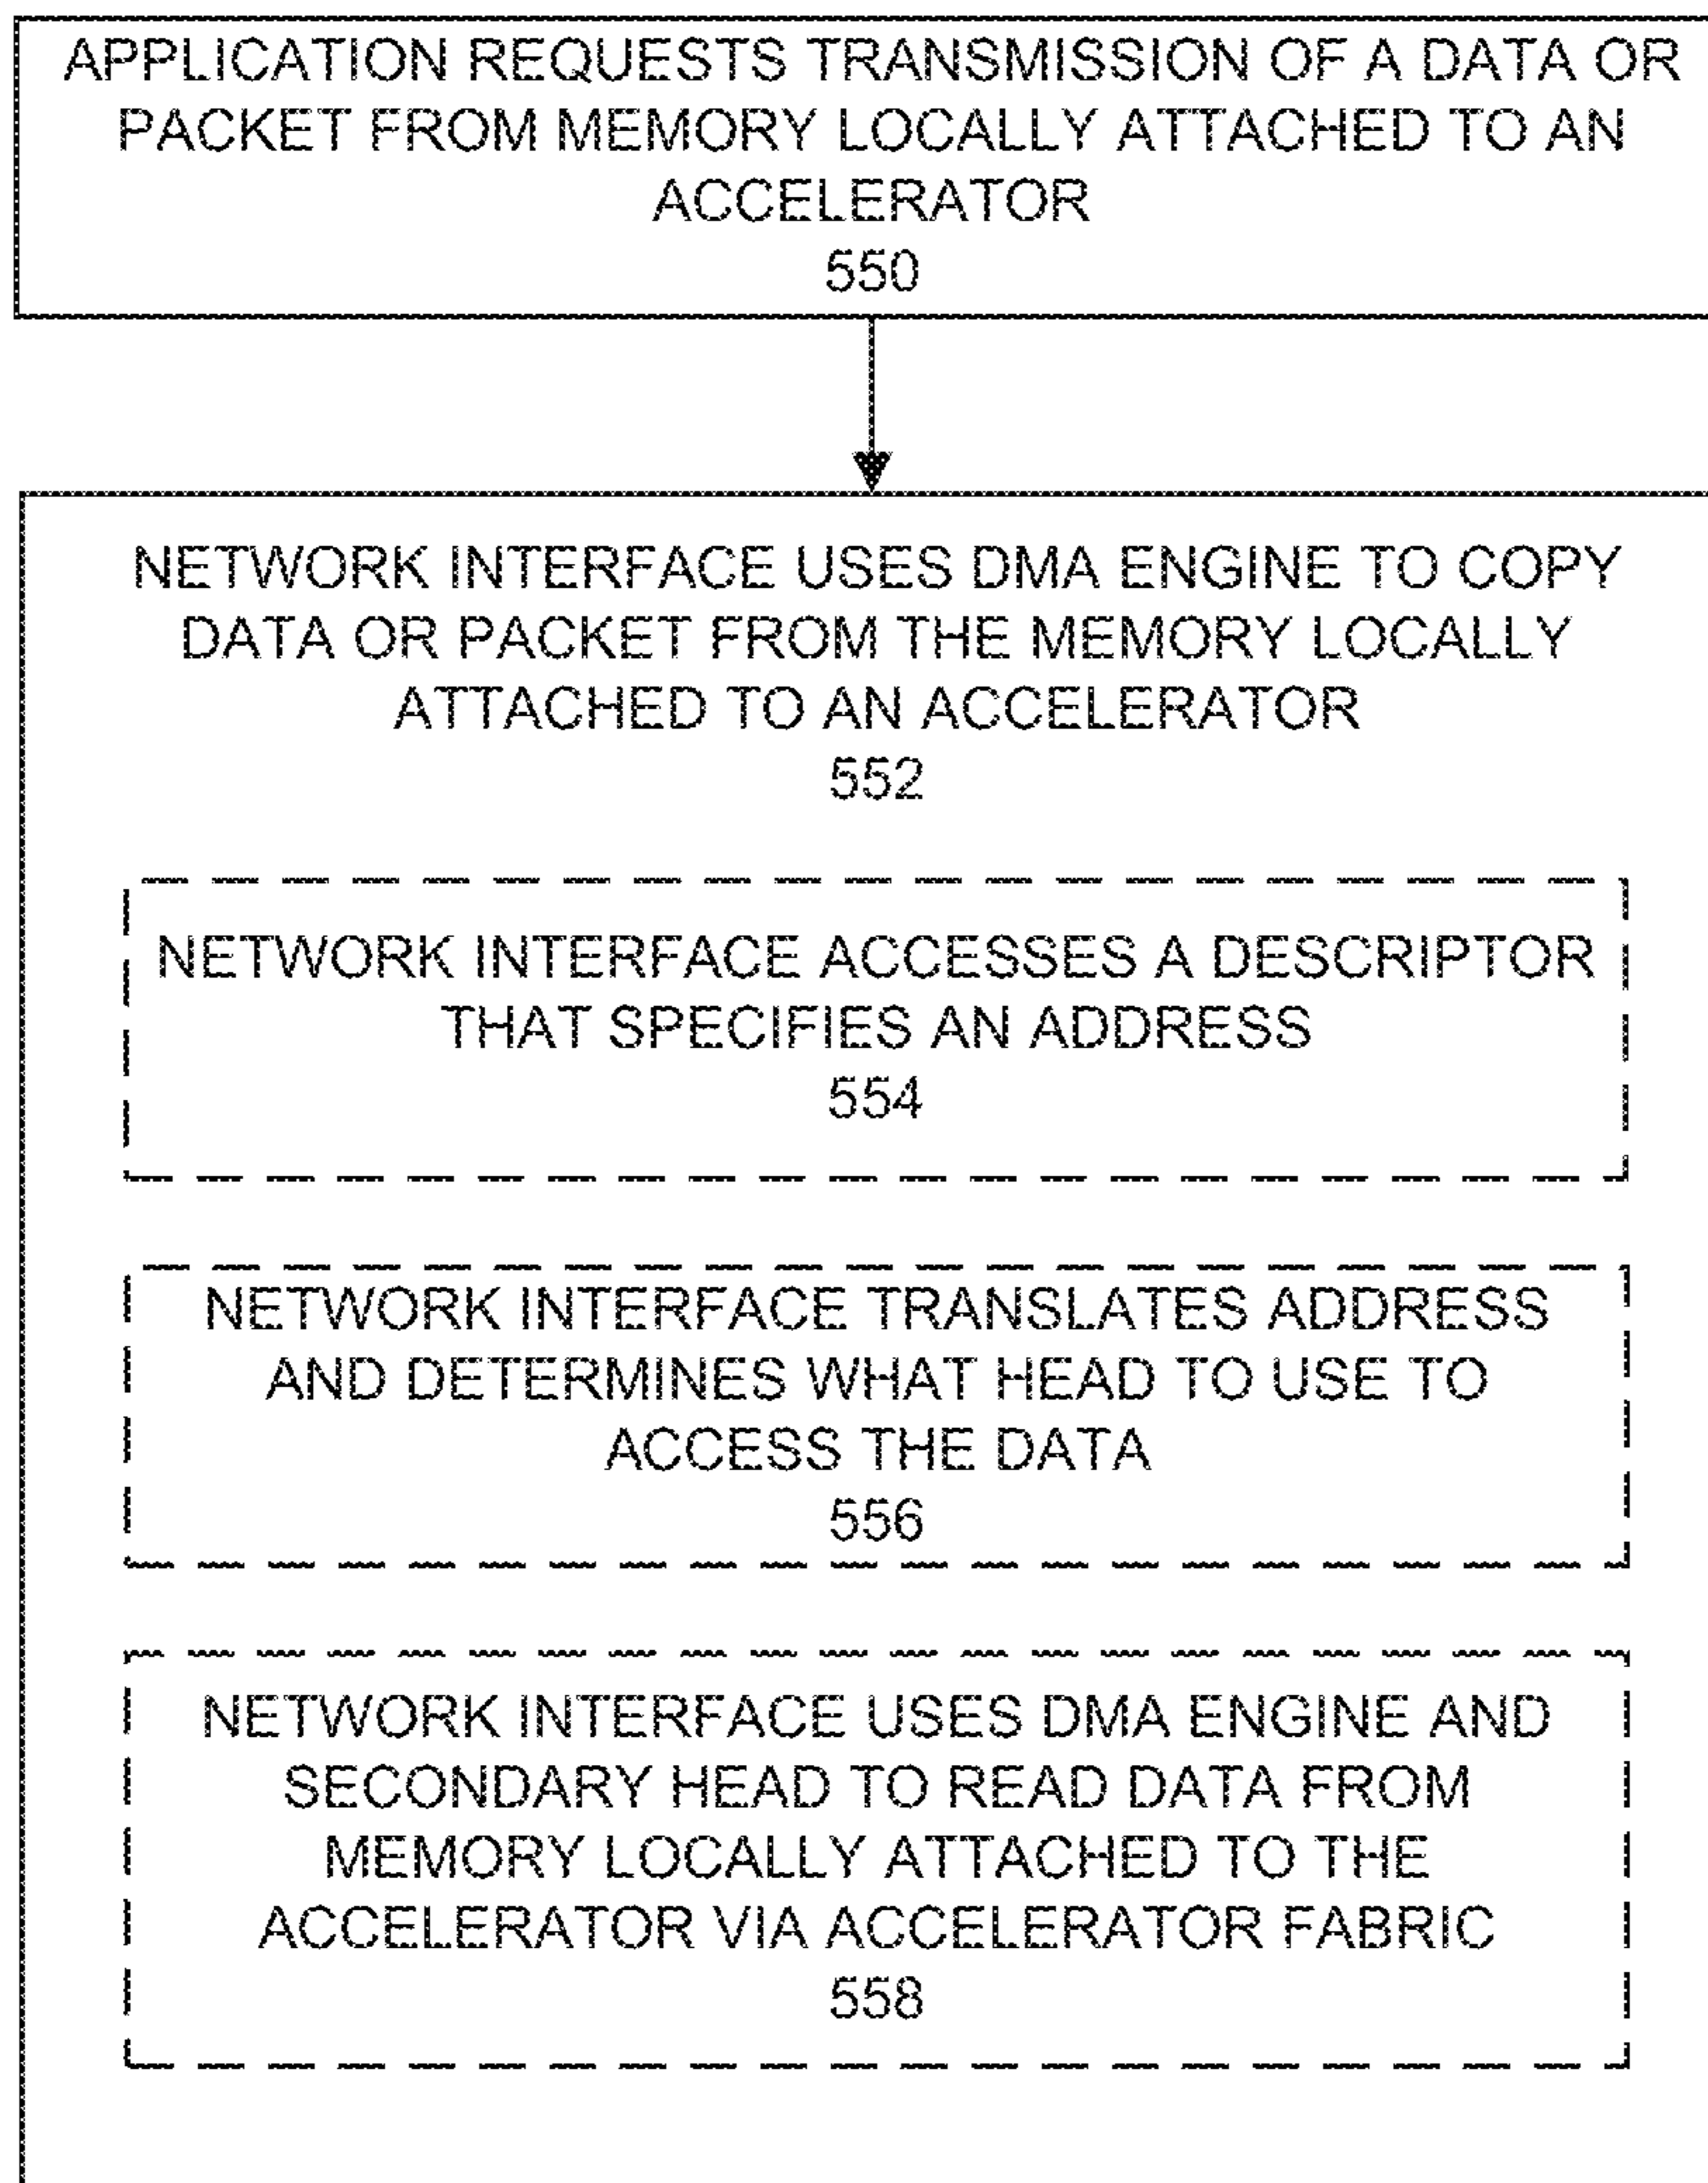 APPLICATION REQUESTS TRANSMISSION OF A DATA OR
PACKET FROM MEMORY LOCALLY ATTACHED TO AN
ACCELERATOR
550
NETWORK INTERFACE USES DMA ENGINE TO COPY
DATA OR PACKET FROM THE MEMORY LOCALLY
ATTACHED TO AN ACCELERATOR
552
NETWORK INTERFACE ACCESSES A DESCRIPTOR
THAT SPECIFIES AN ADDRESS
554
NETWORK INTERFACE TRANSLATES ADDRESS
AND DETERMINES WHAT HEAD TO USE TO
ACCESS THE DATA
556
NETWORK INTERFACE USES DMA ENGINE AND
SECONDARY HEAD TO READ DATA FROM
MEMORY LOCALLY ATTACHED TO THE
ACCELERATOR VIA ACCELERATOR FABRIC
558